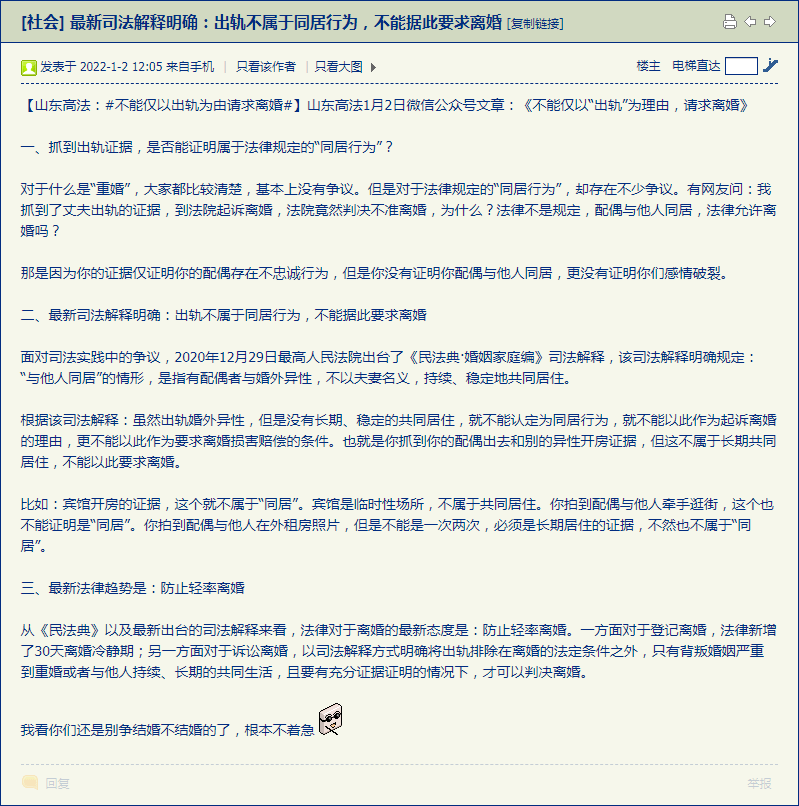 [社会] 最新司法解释明确：出轨不属于同居行为，不能据此要求离婚 [复制链接]
发表于 2022-1-2 12:05 来自手机 | 只看该作者 | 只看大图 楼主 电梯直达
【山东高法：#不能仅以出轨为由请求离婚#】山东高法1月2日微信公众号文章：《不能仅以“出轨”为理由，请求离婚》
一、抓到出轨证据，是否能证明属于法律规定的“同居行为”？
对于什么是“重婚”，大家都比较清楚，基本上没有争议。但是对于法律规定的“同居行为”，却存在不少争议。有网友问：我
抓到了丈夫出轨的证据，到法院起诉离婚，法院竟然判决不准离婚，为什么？法律不是规定，配偶与他人同居，法律允许离
婚吗？
那是因为你的证据仅证明你的配偶存在不忠诚行为，但是你没有证明你配偶与他人同居，更没有证明你们感情破裂。
二、最新司法解释明确：出轨不属于同居行为，不能据此要求离婚
面对司法实践中的争议，2020年12月29日最高人民法院出台了《民法典·婚姻家庭编》司法解释，该司法解释明确规定：
“与他人同居”的情形，是指有配偶者与婚外异性，不以夫妻名义，持续、稳定地共同居住。
根据该司法解释：虽然出轨婚外异性，但是没有长期、稳定的共同居住，就不能认定为同居行为，就不能以此作为起诉离婚
的理由，更不能以此作为要求离婚损害赔偿的条件。也就是你抓到你的配偶出去和别的异性开房证据，但这不属于长期共同
居住，不能以此要求离婚。
比如：宾馆开房的证据，这个就不属于“同居”。宾馆是临时性场所，不属于共同居住。你拍到配偶与他人牵手逛街，这个也
不能证明是“同居”。你拍到配偶与他人在外租房照片，但是不能是一次两次，必须是长期居住的证据，不然也不属于“同
居”。
三、最新法律趋势是：防止轻率离婚
从《民法典》以及最新出台的司法解释来看，法律对于离婚的最新态度是：防止轻率离婚。一方面对于登记离婚，法律新增
了30天离婚冷静期；另一方面对于诉讼离婚，以司法解释方式明确将出轨排除在离婚的法定条件之外，只有背叛婚姻严重
到重婚或者与他人持续、长期的共同生活，且要有充分证据证明的情况下，才可以判决离婚。
我看你们还是别争结婚不结婚的了，根本不着急
回复 举报